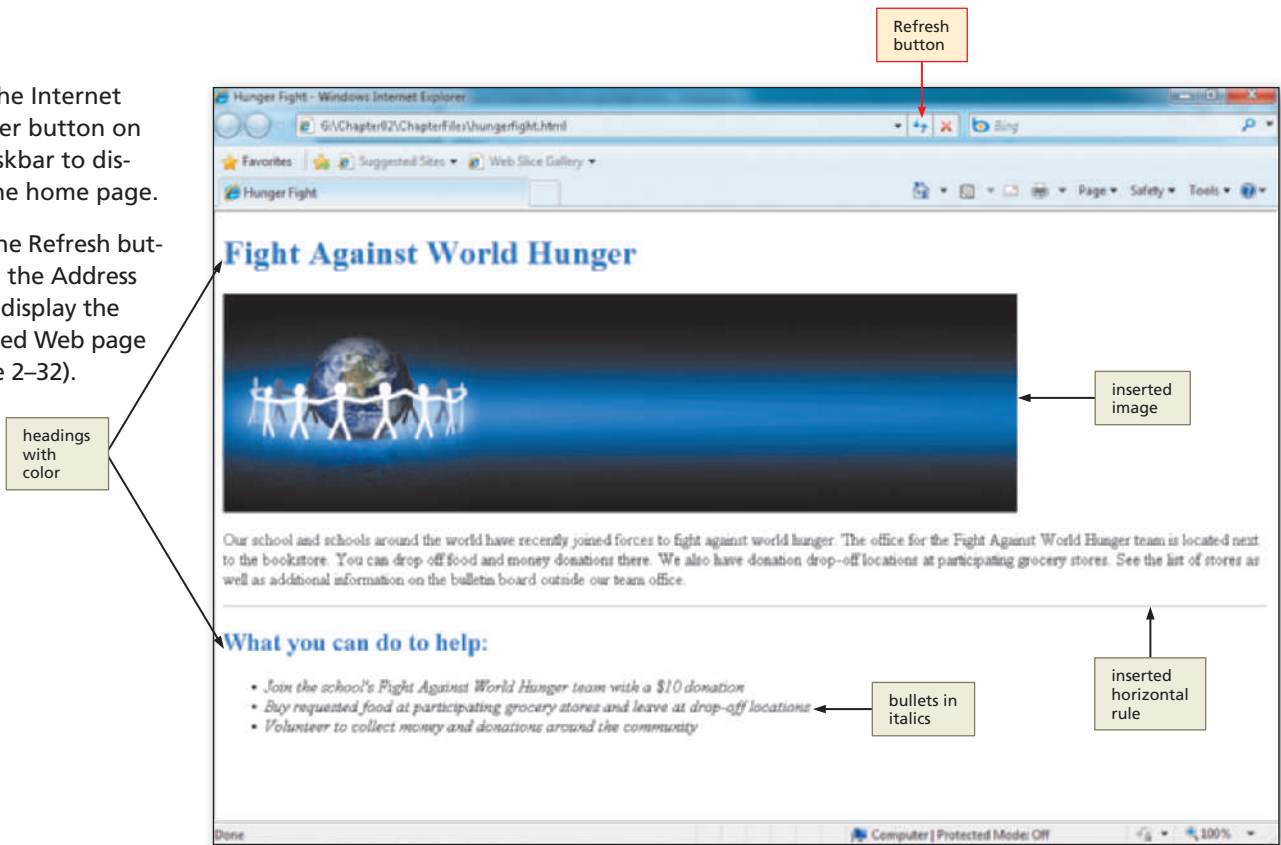 Refresh
button
he Internet
er button on
skbar to dis-
ne home page.
he Refresh but-
the Address
display the
ed Web page
e 2–32).
Hunger Fight - Windows Internet Explorer
G:\Chapter02\ChapterFiles\hungerfight.html
Bing
Favorites Suggested Sites Web Slice Gallery
Hunger Fight Page Safety Tools
Fight Against World Hunger
inserted
image
headings
with
color
Our school and schools around the world have recently joined forces to fight against world hunger. The office for the Fight Against World Hunger team is located next
to the bookstore. You can drop off food and money donations there. We also have donation drop-off locations at participating grocery stores. See the list of stores as
well as additional information on the bulletin board outside our team office.
What you can do to help:
• Join the school's Fight Against World Hunger team with a $10 donation
• Buy requested food at participating grocery stores and leave at drop-off locations
• Volunteer to collect money and donations around the community
bullets in
italics
inserted
horizontal
rule
Done Computer | Protected Mode: Off 100%